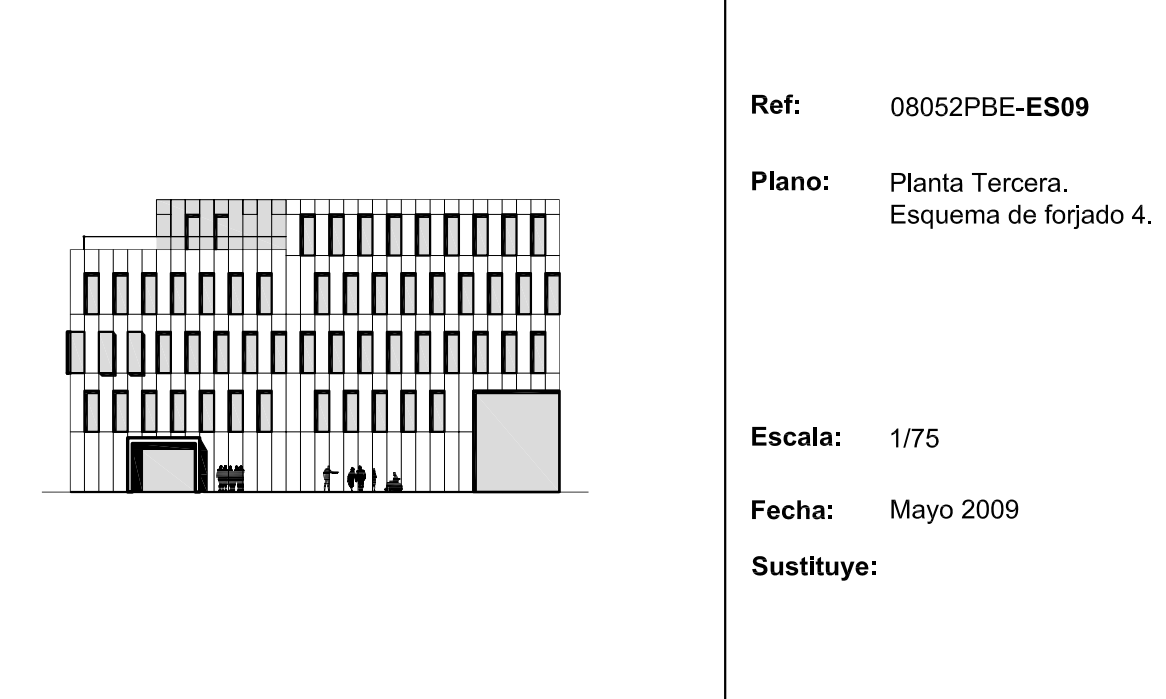 Ref: 08052PBE-ES09
Plano: Planta Tercera.
Esquema de forjado 4.
Escala: 1/75
Fecha: Mayo 2009
Sustituye: